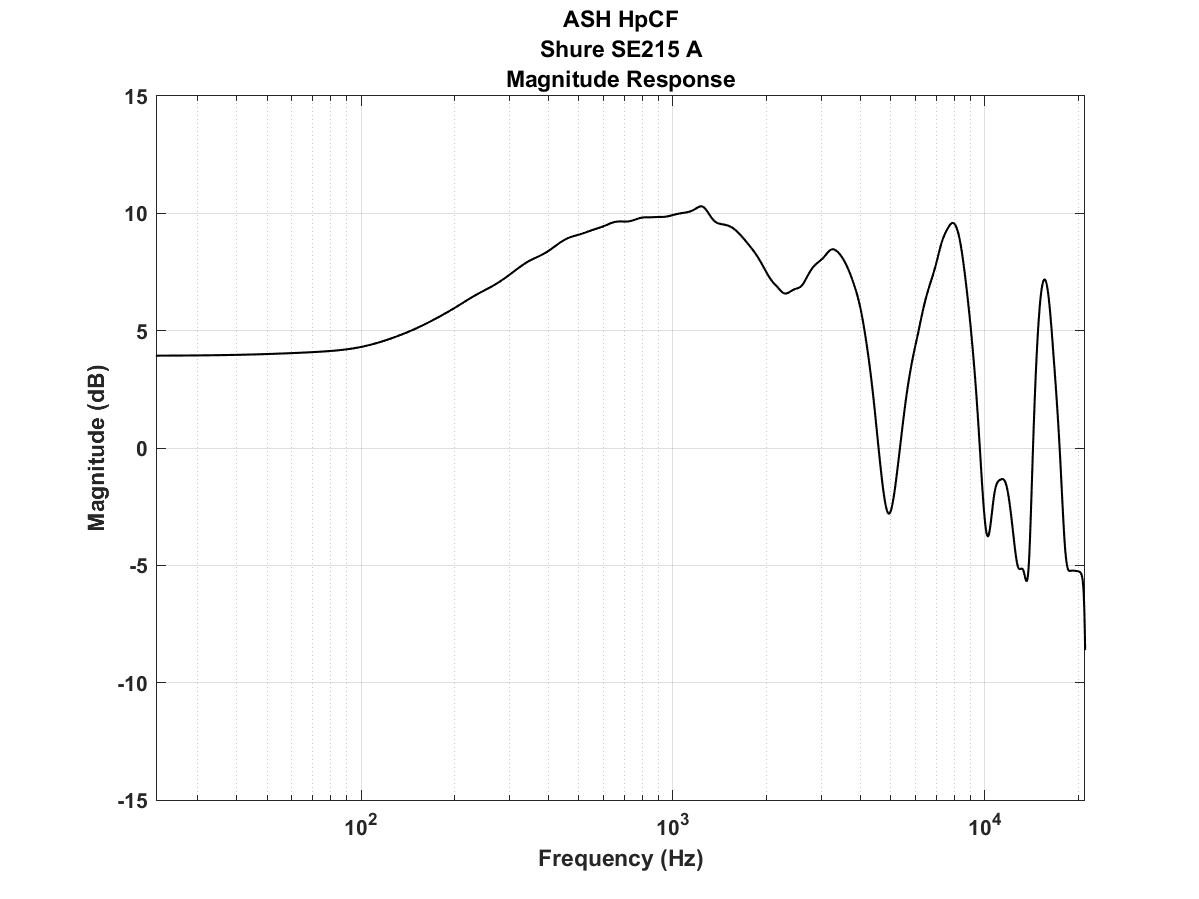 ASH HpCF
Shure SE215 A
Magnitude Response
15
10
5
0
-5
-10
-15
Magnitude (dB)
10² 10³ 10⁴
Frequency (Hz)